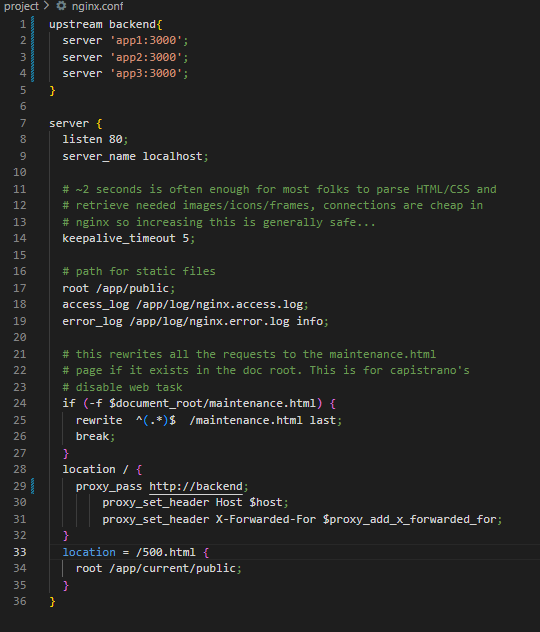 project > nginx.conf
1 upstream backend{
2   server 'app1:3000';
3   server 'app2:3000';
4   server 'app3:3000';
5 }
6
7 server {
8   listen 80;
9   server_name localhost;
10
11   # ~2 seconds is often enough for most folks to parse HTML/CSS and
12   # retrieve needed images/icons/frames, connections are cheap in
13   # nginx so increasing this is generally safe...
14   keepalive_timeout 5;
15
16   # path for static files
17   root /app/public;
18   access_log /app/log/nginx.access.log;
19   error_log /app/log/nginx.error.log info;
20
21   # this rewrites all the requests to the maintenance.html
22   # page if it exists in the doc root. This is for capistrano's
23   # disable web task
24   if (-f $document_root/maintenance.html) {
25     rewrite  ^(.*)$  /maintenance.html last;
26     break;
27   }
28   location / {
29     proxy_pass http://backend;
30         proxy_set_header Host $host;
31         proxy_set_header X-Forwarded-For $proxy_add_x_forwarded_for;
32   }
33   location = /500.html {
34     root /app/current/public;
35   }
36 }